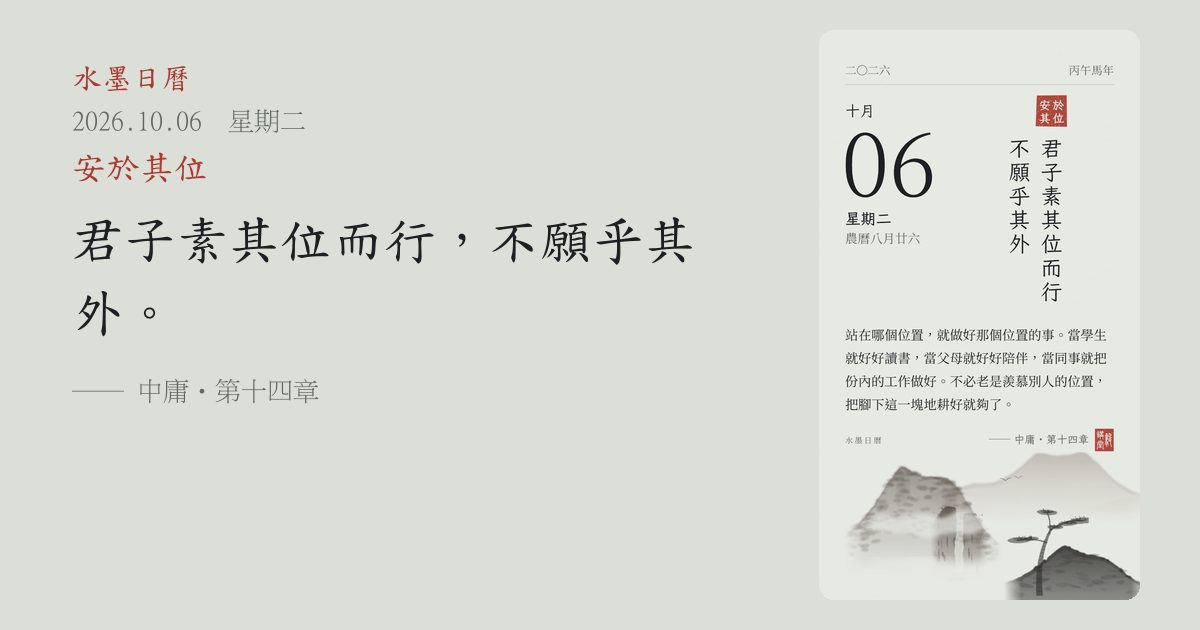 水墨日曆
2026.10.06 星期二
安於其位
君子素其位而行，不願乎其
外。
—— 中庸・第十四章
二〇二六
丙午馬年
十月
06
星期二
農曆八月廿六
安於
其位
君子素其位而行
不願乎其外
站在哪個位置，就做好那個位置的事。當學生
就好好讀書，當父母就好好陪伴，當同事就把
份內的工作做好。不必老是羨慕別人的位置，
把腳下這一塊地耕好就夠了。
水墨日曆
—— 中庸・第十四章